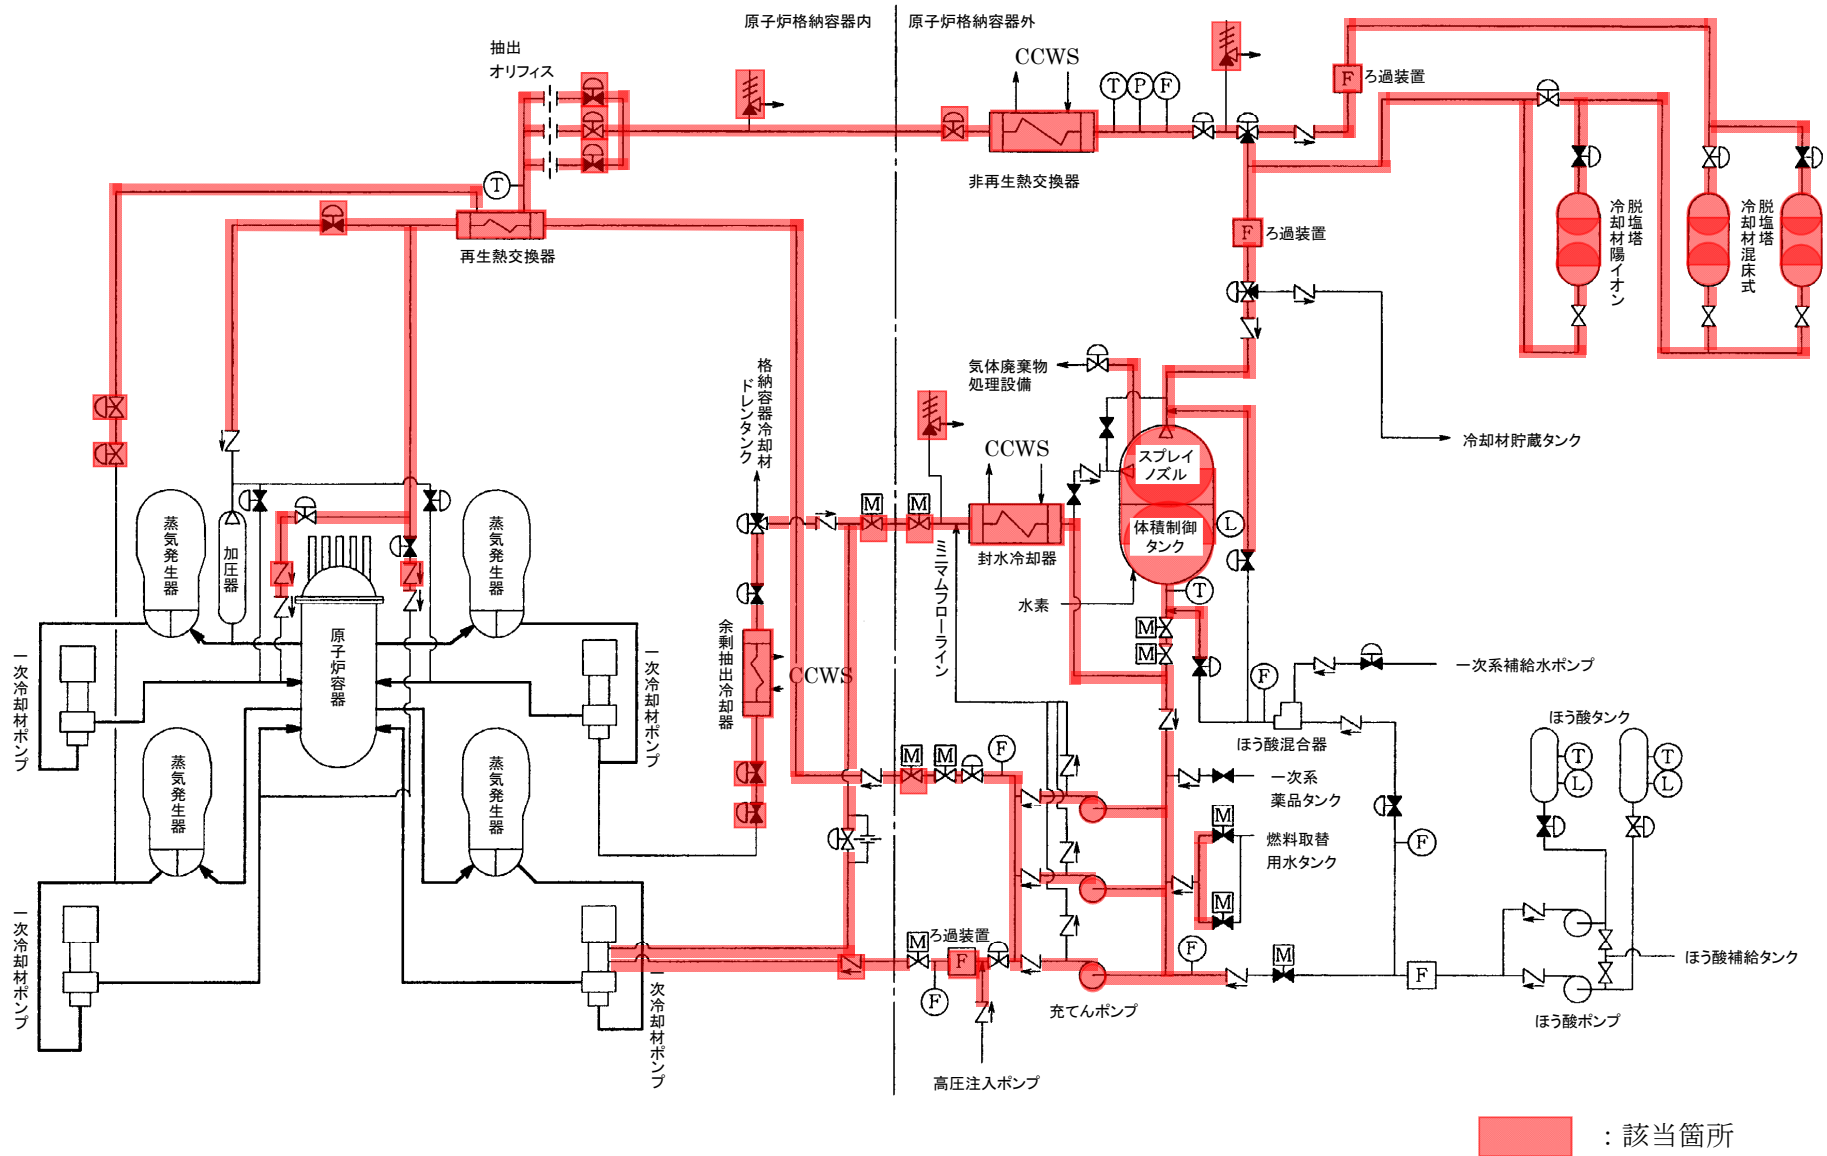 原子炉格納容器内
原子炉格納容器外
抽出
オリフィス
CCWS
T
P
F
F
ろ過装置
T
非再生熱交換器
再生熱交換器
F
ろ過装置
冷却材陽イオン
脱塩塔
冷却材混床式
脱塩塔
格納容器冷却材
ドレンタンク
気体廃棄物
処理設備
冷却材貯蔵タンク
CCWS
スプレイ
ノズル
体積制御
タンク
L
M
M
封水冷却器
ミニマムフローライン
水素
T
M
M
蒸気発生器
加圧器
蒸気発生器
原子炉容器
余剰抽出冷却器
CCWS
一次冷却材ポンプ
一次冷却材ポンプ
F
一次系補給水ポンプ
ほう酸混合器
ほう酸タンク
T
L
T
L
蒸気発生器
蒸気発生器
M
M
F
一次系
薬品タンク
M
燃料取替
用水タンク
M
F
一次冷却材ポンプ
一次冷却材ポンプ
M
ろ過装置
F
F
F
M
F
ほう酸補給タンク
充てんポンプ
ほう酸ポンプ
高圧注入ポンプ
：該当箇所